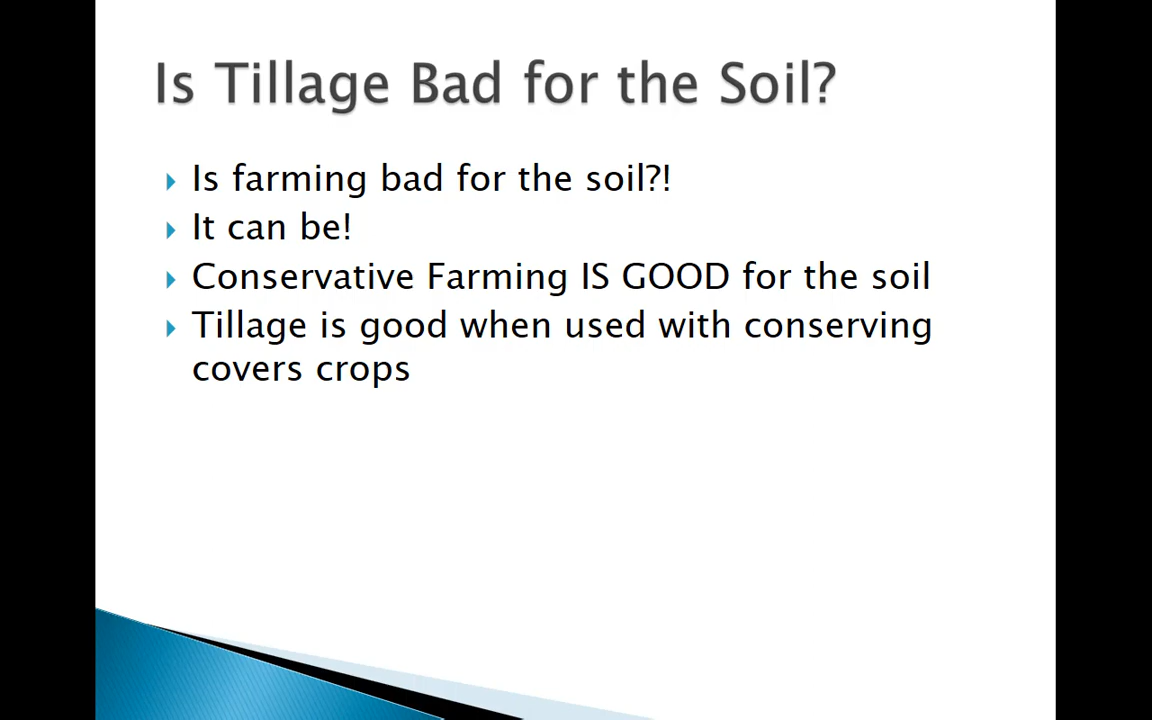 Is Tillage Bad for the Soil?
Is farming bad for the soil?!
It can be!
Conservative Farming IS GOOD for the soil
Tillage is good when used with conserving
covers crops